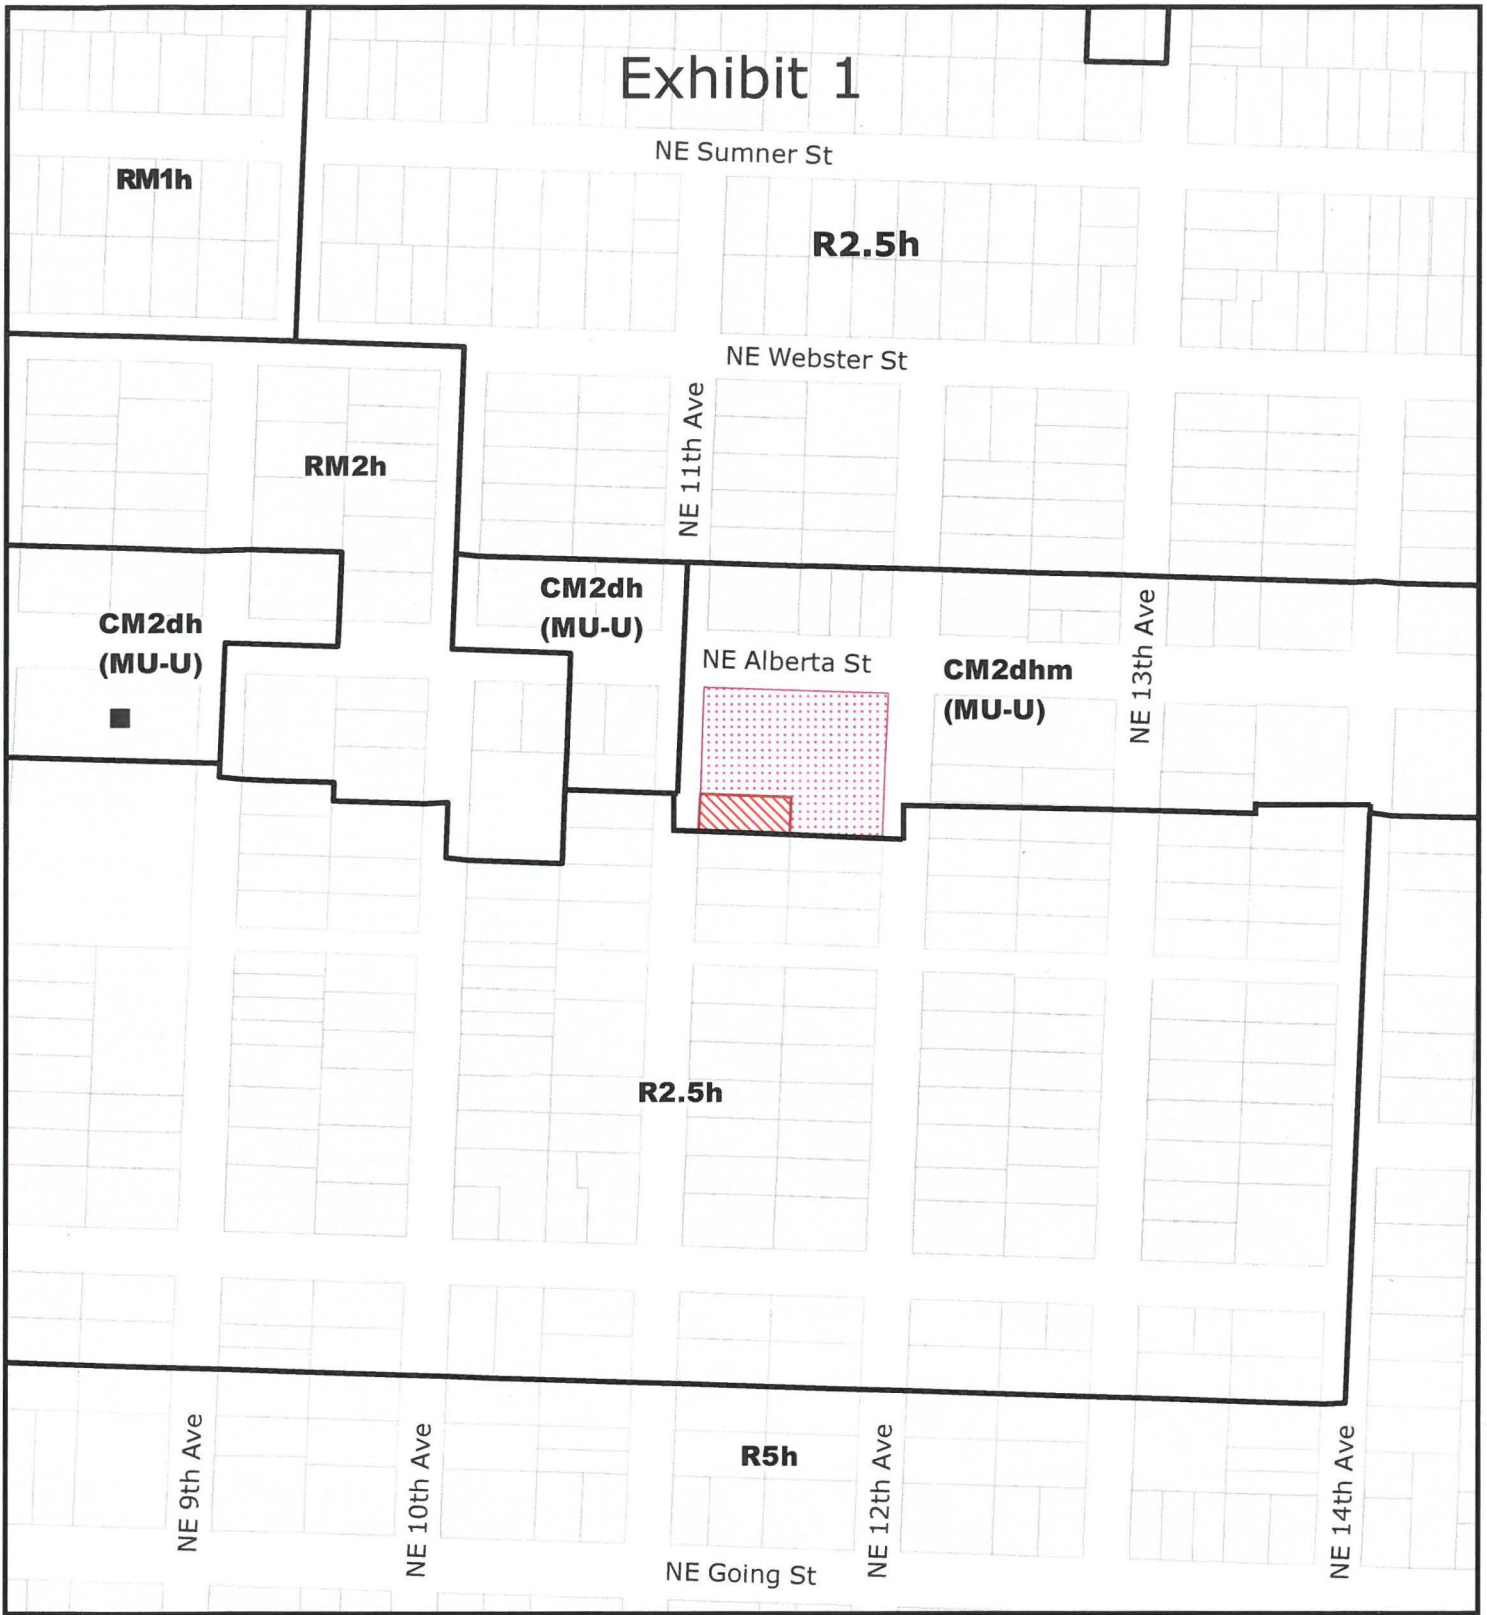 Exhibit 1
NE Sumner St
RM1h
R2.5h
NE Webster St
NE 11th Ave
RM2h
CM2dh
(MU-U)
CM2dh
(MU-U)
NE Alberta St
CM2dhm
(MU-U)
NE 13th Ave
R2.5h
R5h
NE 9th Ave
NE 10th Ave
NE 12th Ave
NE 14th Ave
NE Going St